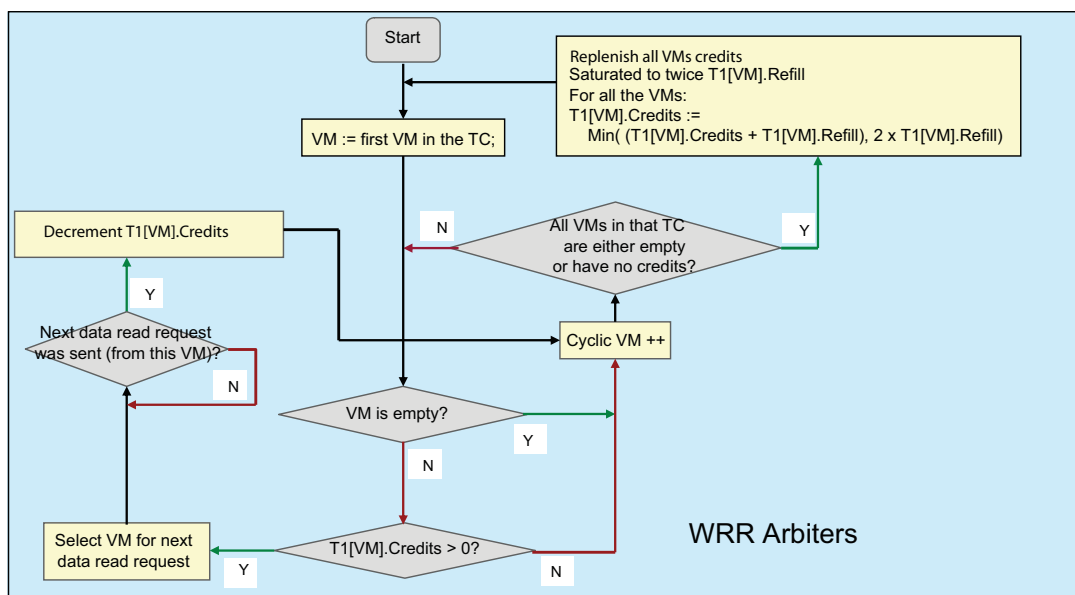 Start
Replenish all VMs credits
Saturated to twice T1[VM].Refill
For all the VMs:
T1[VM].Credits :=
Min( (T1[VM].Credits + T1[VM].Refill), 2 x T1[VM].Refill)
VM := first VM in the TC;
N
All VMs in that TC
are either empty
or have no credits?
Y
Decrement T1[VM].Credits
Y
Next data read request
was sent (from this VM)?
N
Cyclic VM ++
VM is empty?
Y
N
Select VM for next
data read request
Y
T1[VM].Credits > 0?
N
WRR Arbiters